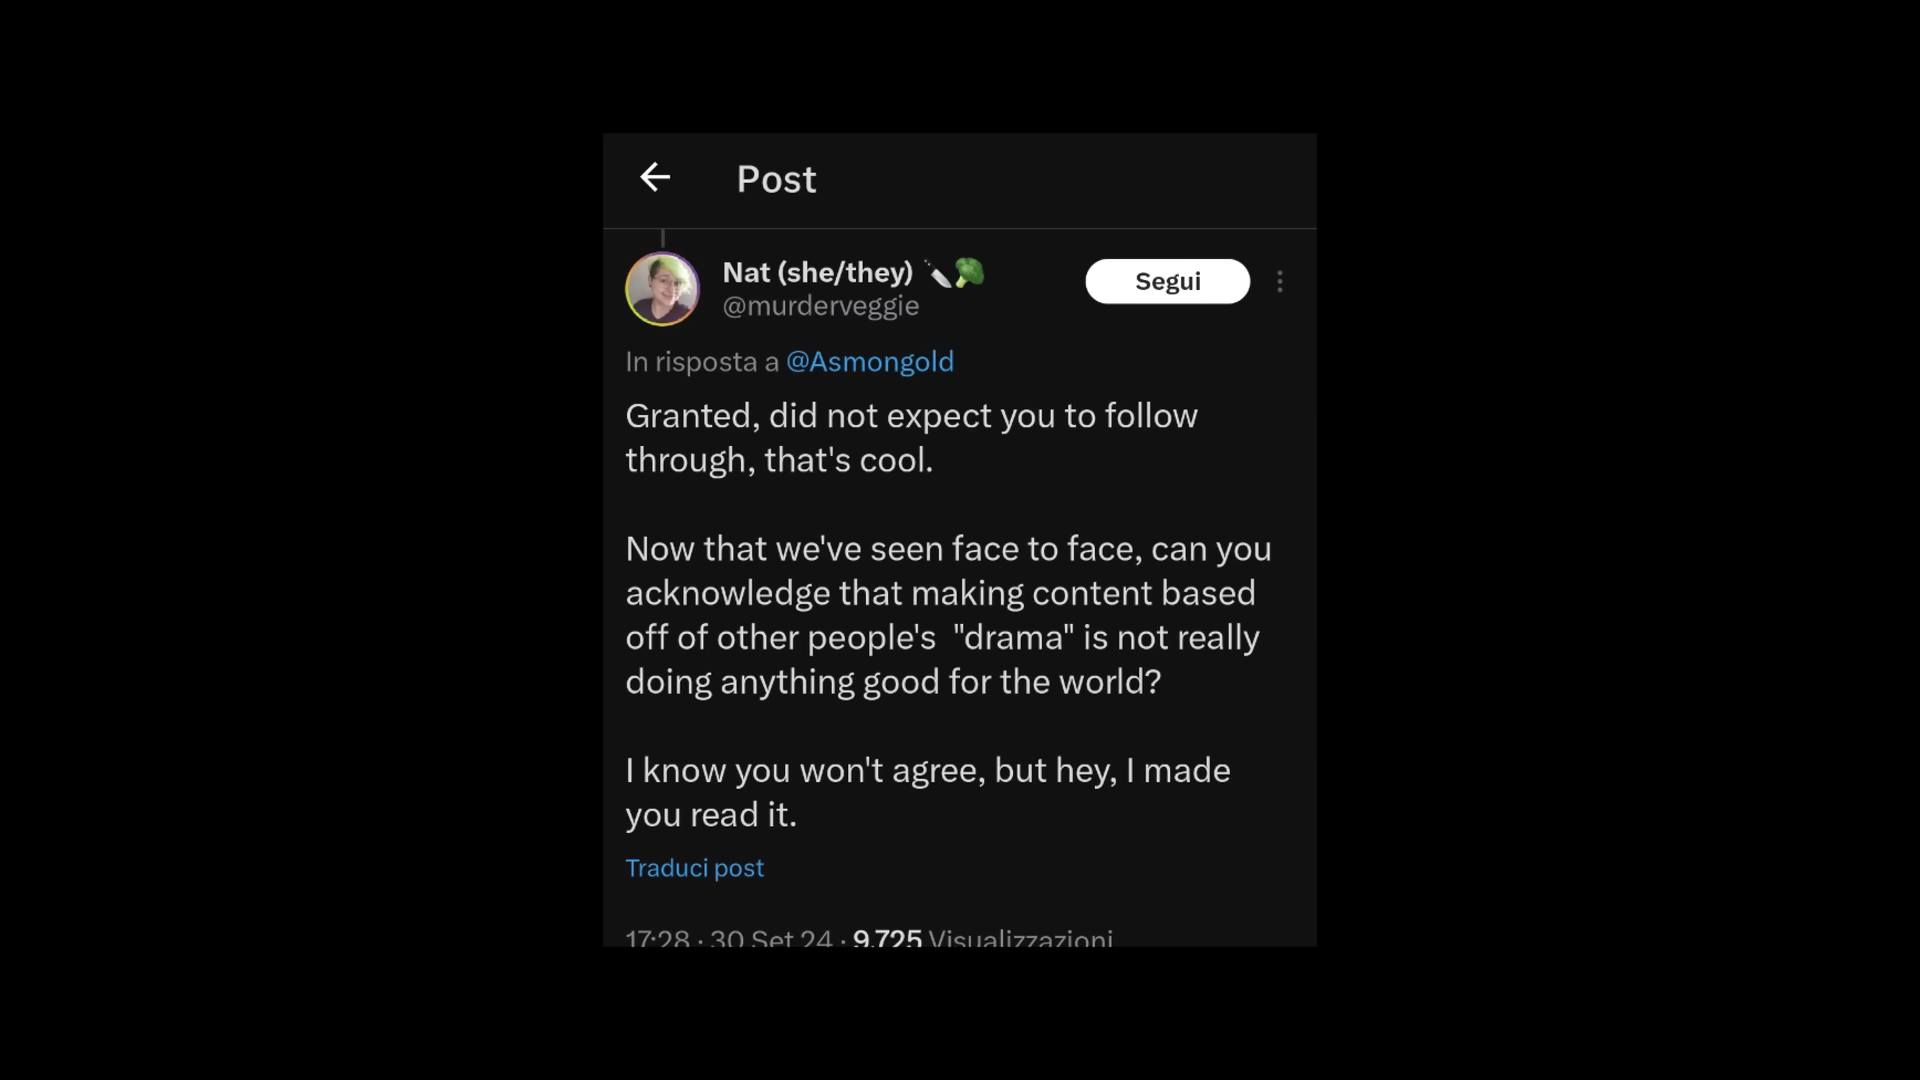 Post
Nat (she/they) 🔪🥦
@murderveggie
Segui
In risposta a @Asmongold
Granted, did not expect you to follow
through, that's cool.
Now that we've seen face to face, can you
acknowledge that making content based
off of other people's  "drama" is not really
doing anything good for the world?
I know you won't agree, but hey, I made
you read it.
Traduci post
17:28 · 30 Set 24 · 9.725 Visualizzazioni